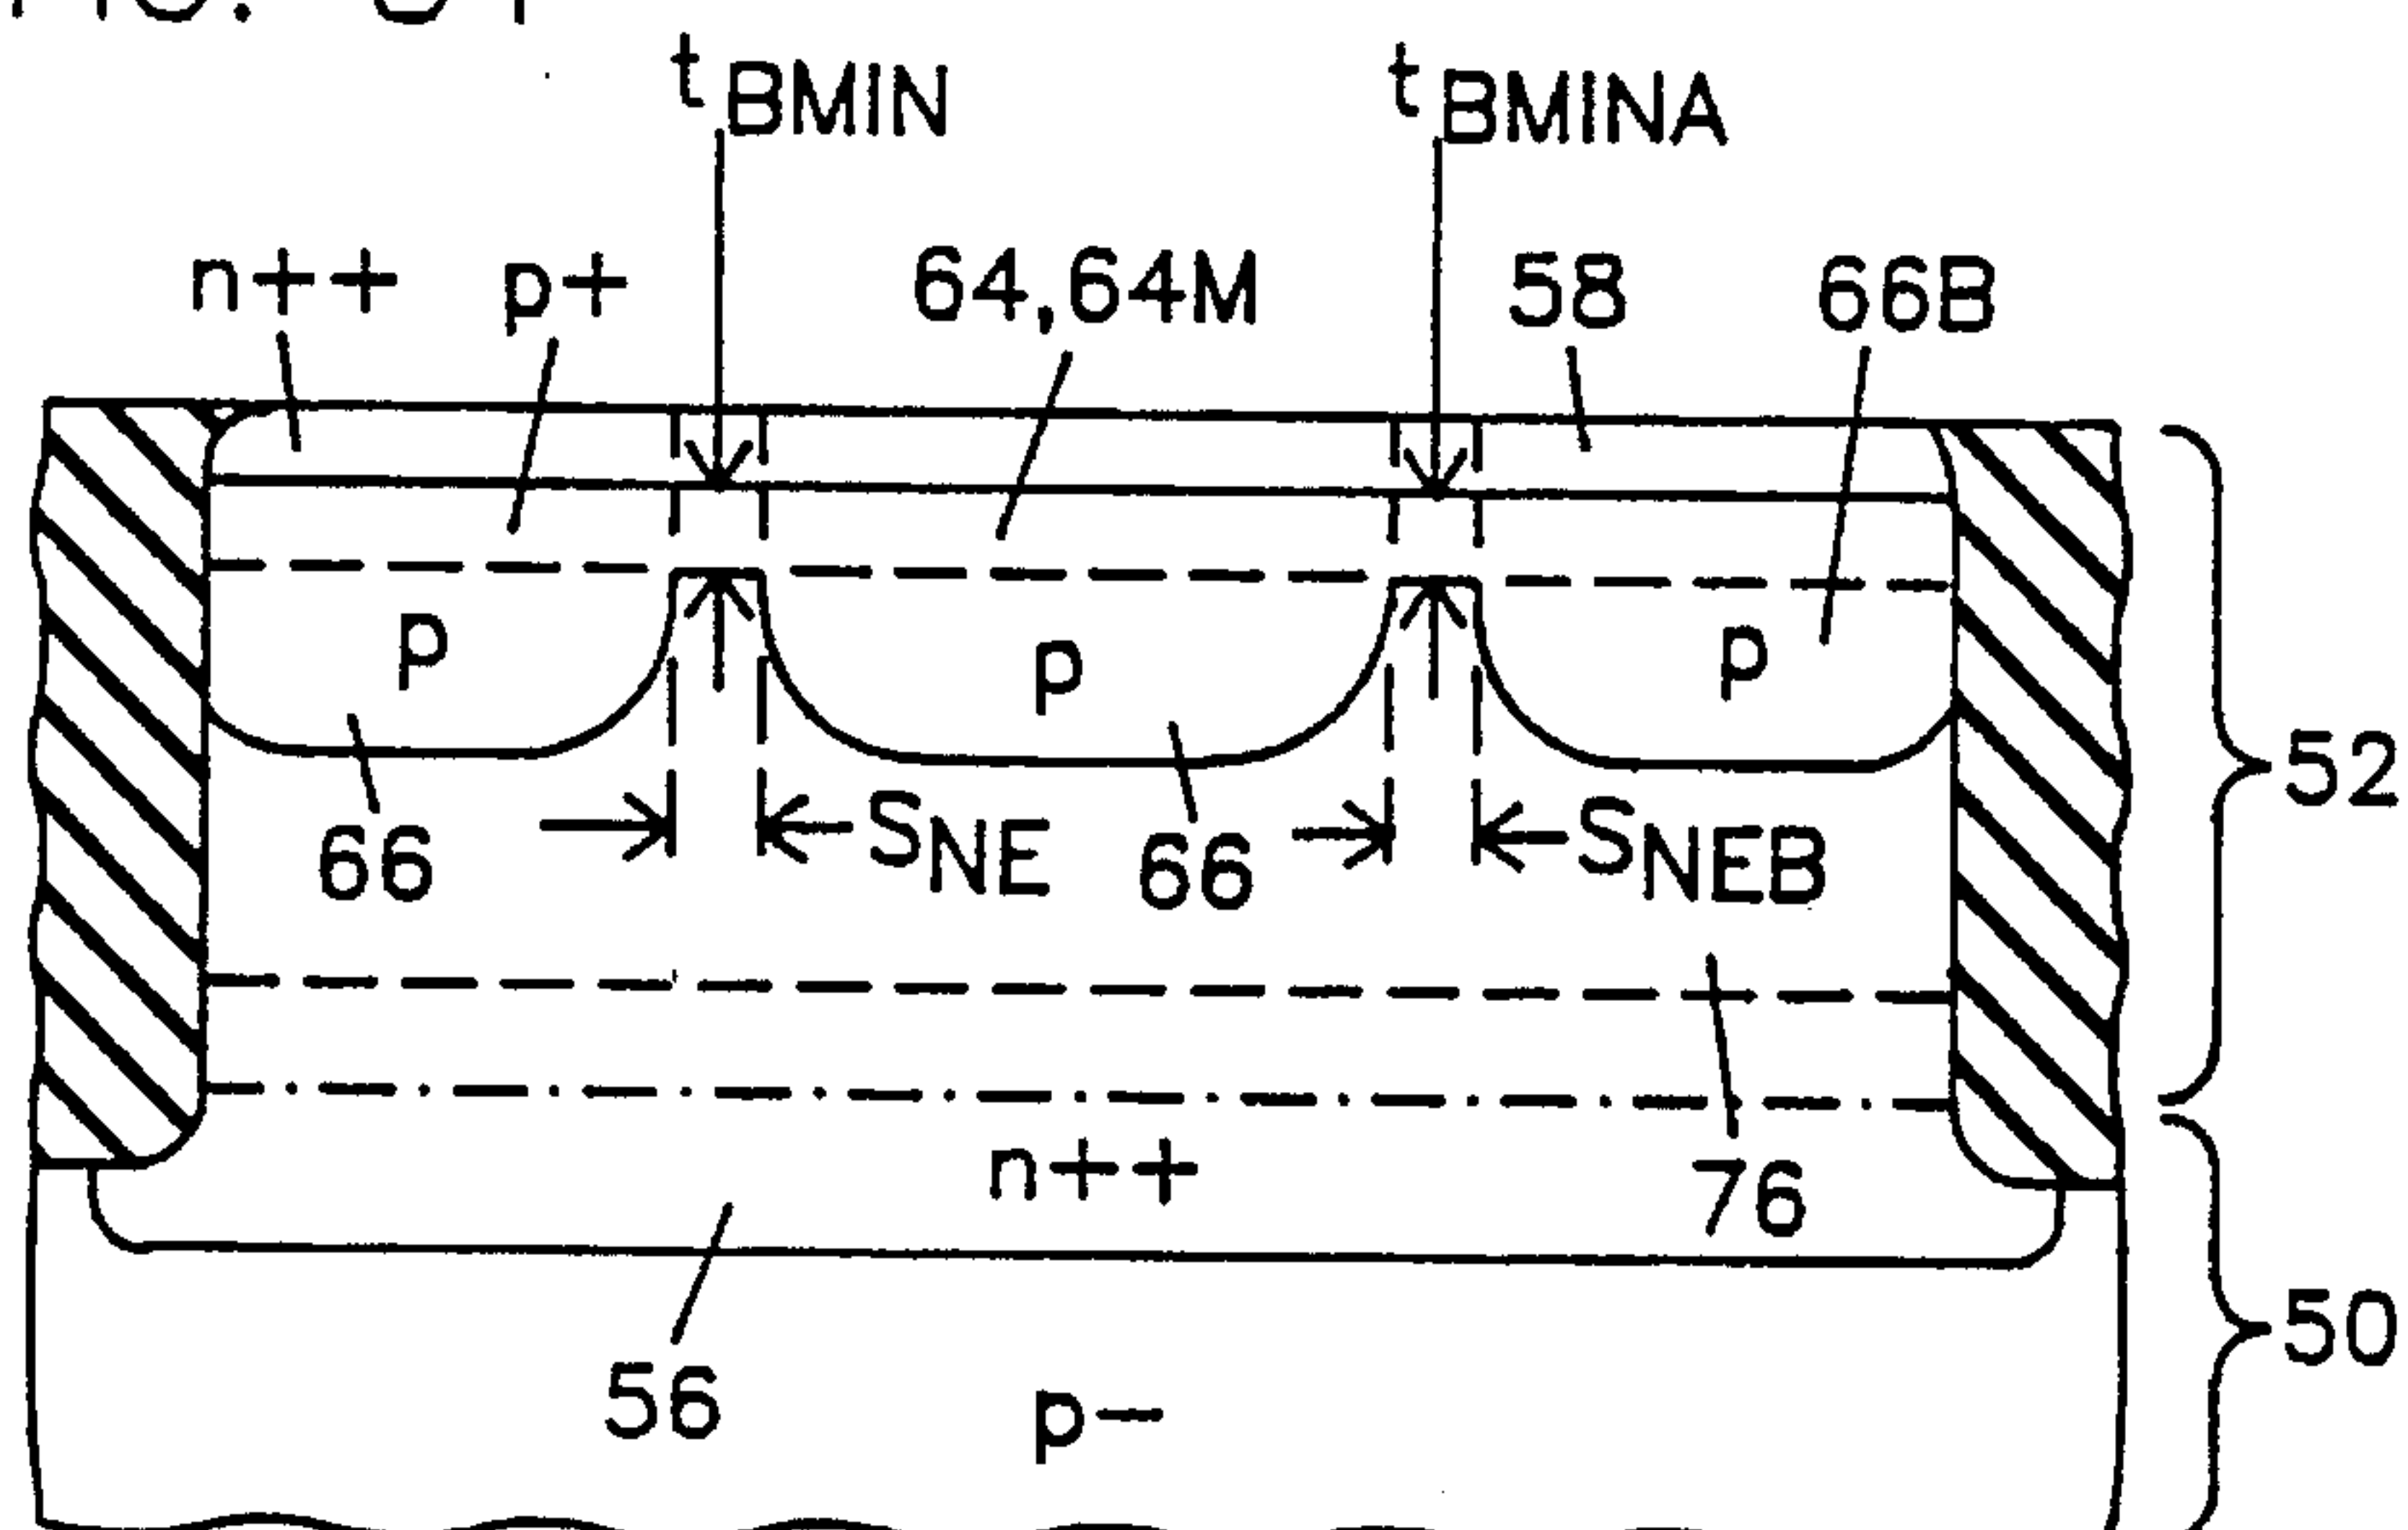 tBMIN tBMINA
n++ p+ 64,64M 58 66B
p p p
52
66 SNE 66 SNEB
n++ 76
50
56 p-